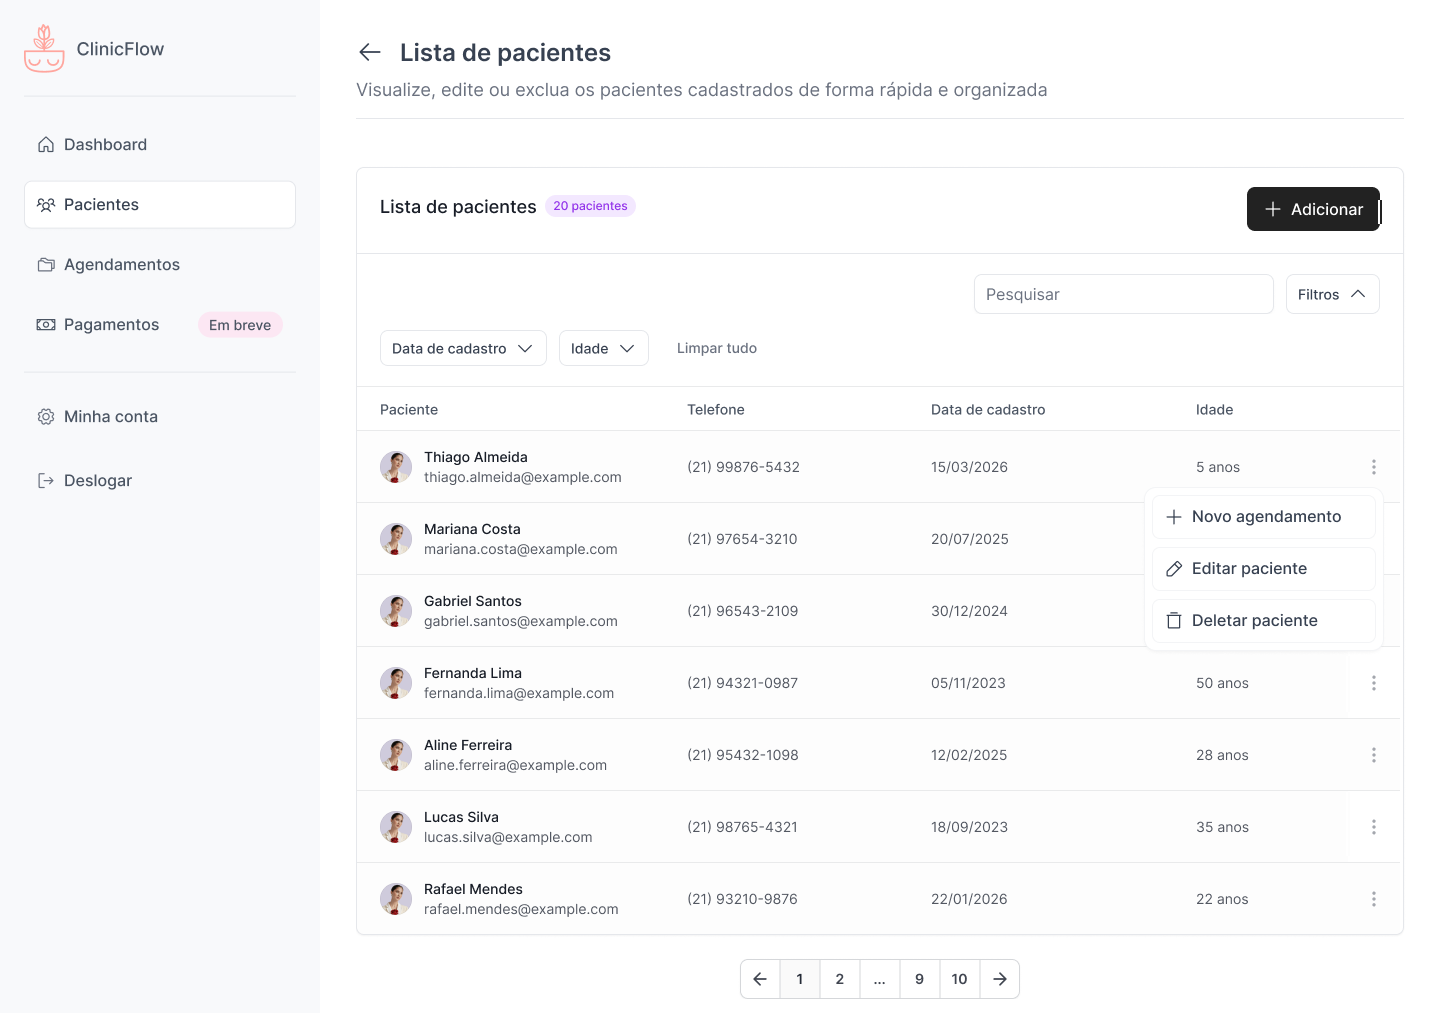 ClinicFlow
Dashboard
Pacientes
Agendamentos
Pagamentos Em breve
Minha conta
Deslogar
Lista de pacientes
Visualize, edite ou exclua os pacientes cadastrados de forma rápida e organizada
Lista de pacientes 20 pacientes
Adicionar
Pesquisar Filtros
Data de cadastro Idade Limpar tudo
Paciente Telefone Data de cadastro Idade
Thiago Almeida
thiago.almeida@example.com
(21) 99876-5432 15/03/2026 5 anos
Mariana Costa
mariana.costa@example.com
(21) 97654-3210 20/07/2025
Gabriel Santos
gabriel.santos@example.com
(21) 96543-2109 30/12/2024
Novo agendamento
Editar paciente
Deletar paciente
Fernanda Lima
fernanda.lima@example.com
(21) 94321-0987 05/11/2023 50 anos
Aline Ferreira
aline.ferreira@example.com
(21) 95432-1098 12/02/2025 28 anos
Lucas Silva
lucas.silva@example.com
(21) 98765-4321 18/09/2023 35 anos
Rafael Mendes
rafael.mendes@example.com
(21) 93210-9876 22/01/2026 22 anos
1 2 ... 9 10